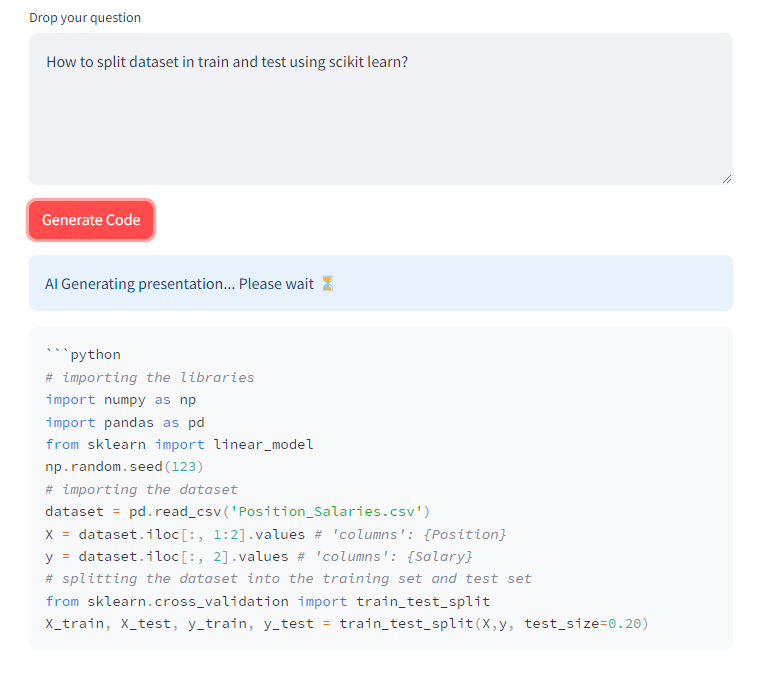 Drop your question
How to split dataset in train and test using scikit learn?
Generate Code
AI Generating presentation... Please wait ⏳
```python
# importing the libraries
import numpy as np
import pandas as pd
from sklearn import linear_model
np.random.seed(123)
# importing the dataset
dataset = pd.read_csv('Position_Salaries.csv')
X = dataset.iloc[:, 1:2].values # 'columns': {Position}
y = dataset.iloc[:, 2].values # 'columns': {Salary}
# splitting the dataset into the training set and test set
from sklearn.cross_validation import train_test_split
X_train, X_test, y_train, y_test = train_test_split(X,y, test_size=0.20)